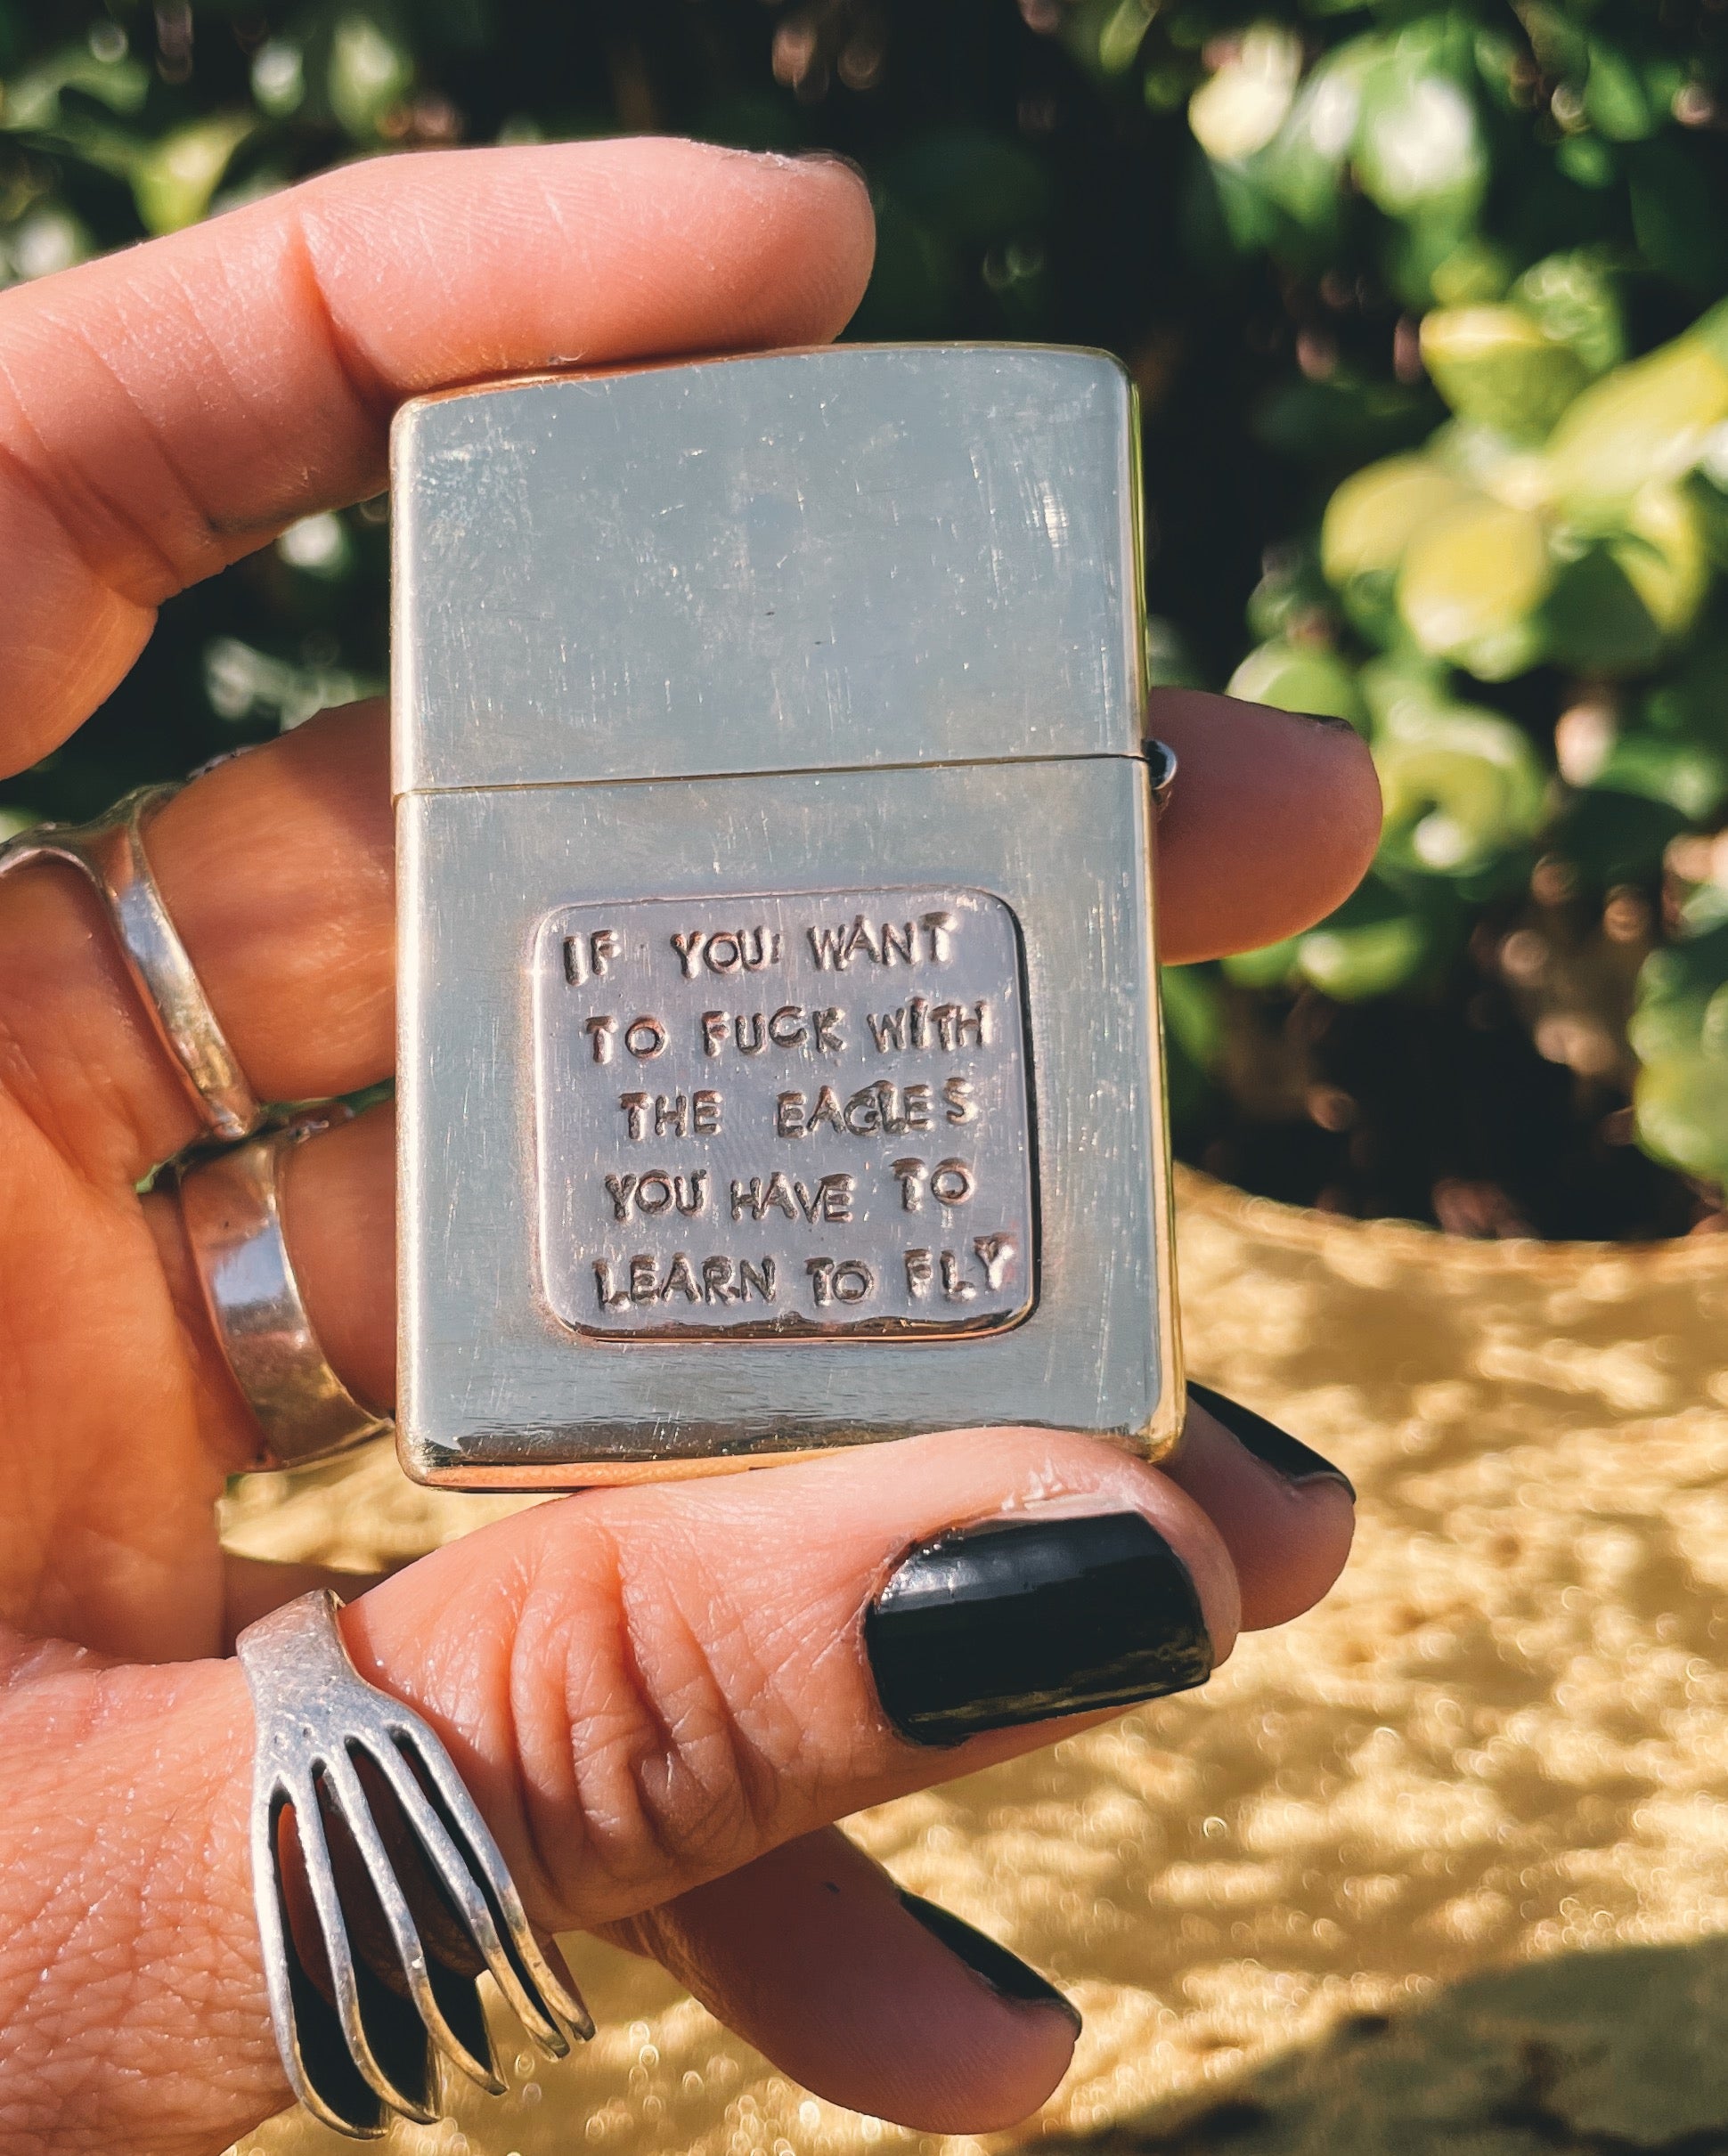 IF YOU WANT
TO FUCK WITH
THE EAGLES
YOU HAVE TO
LEARN TO FLY